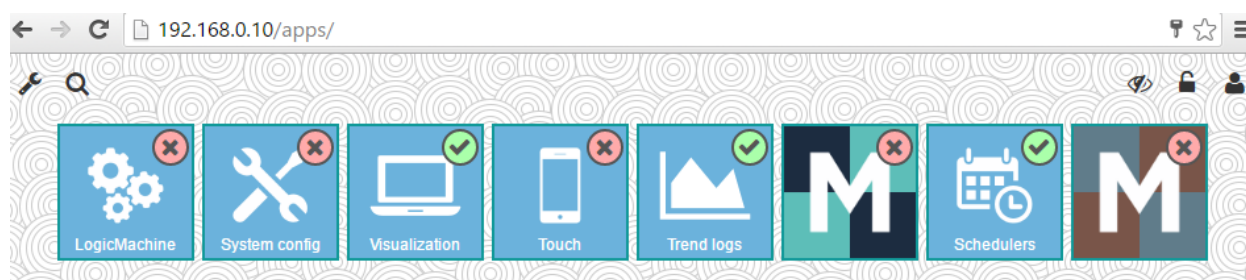 192.168.0.10/apps/
LogicMachine System config Visualization Touch Trend logs M Schedulers M